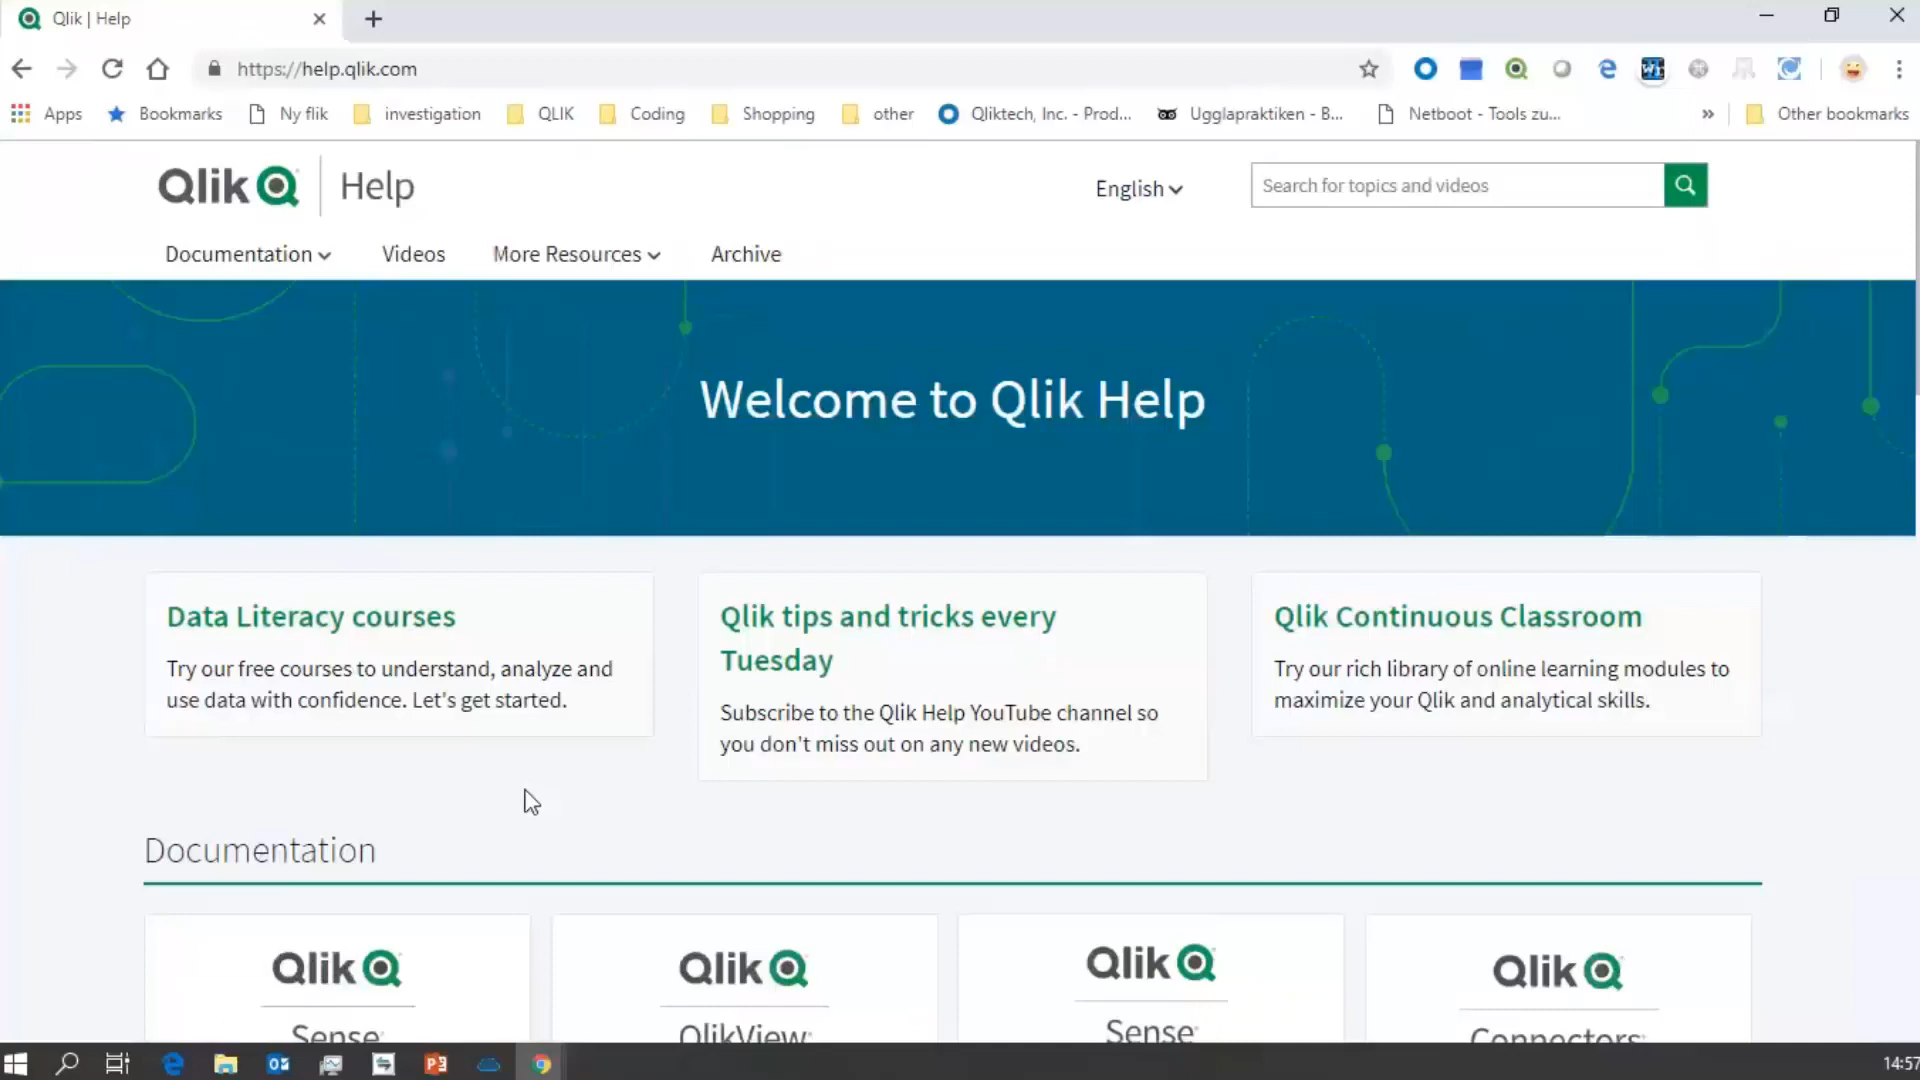 Qlik | Help
https://help.qlik.com
Apps Bookmarks Ny flik investigation QLIK Coding Shopping other Qliktech, Inc. - Prod... Ugglapraktiken - B... Netboot - Tools zu... » Other bookmarks
Qlik Help
English
Search for topics and videos
Documentation Videos More Resources Archive
Welcome to Qlik Help
Data Literacy courses
Try our free courses to understand, analyze and
use data with confidence. Let's get started.
Qlik tips and tricks every
Tuesday
Subscribe to the Qlik Help YouTube channel so
you don't miss out on any new videos.
Qlik Continuous Classroom
Try our rich library of online learning modules to
maximize your Qlik and analytical skills.
Documentation
Qlik Qlik Qlik Qlik
Sense QlikView Sense Connectors
14:57